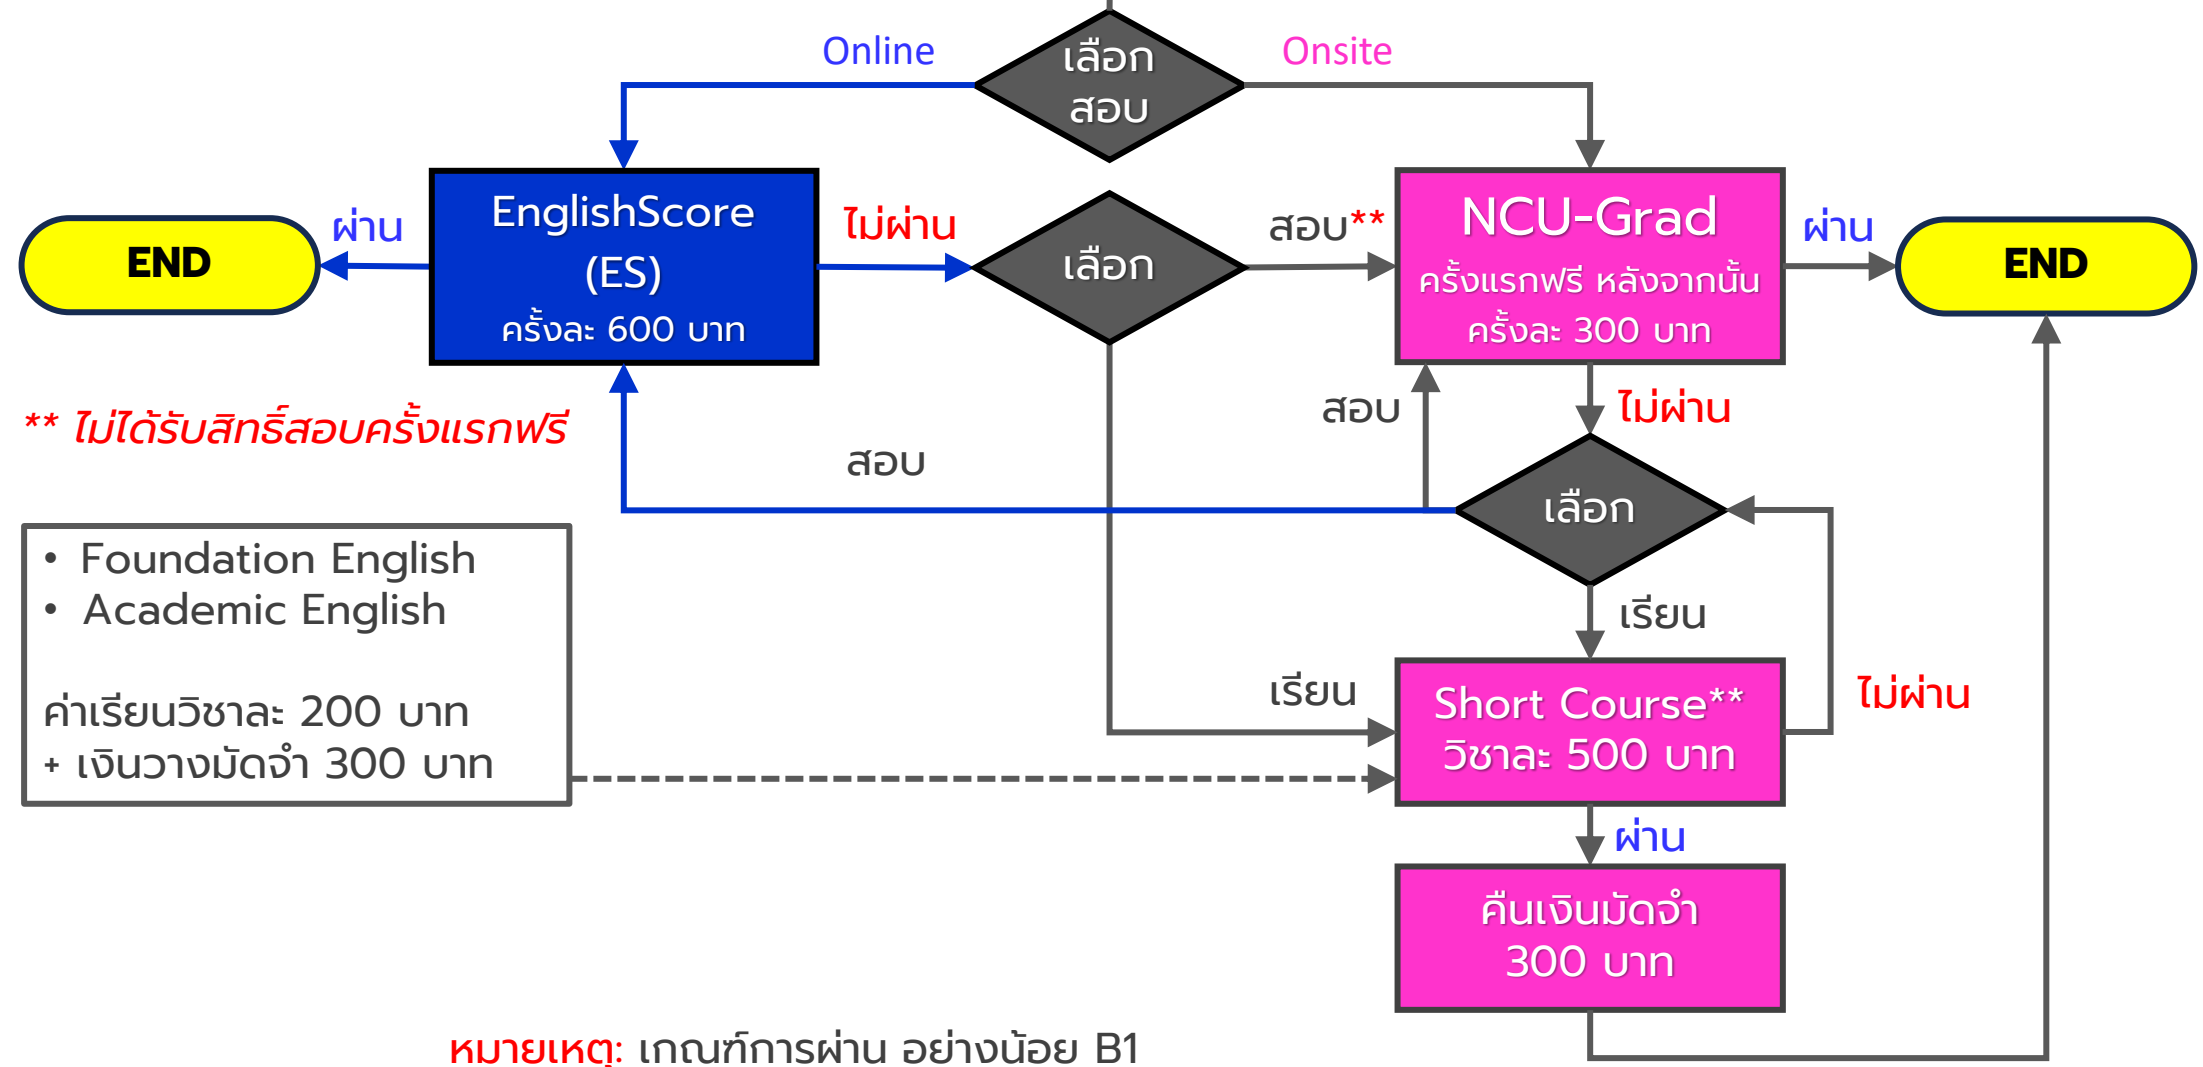 Online
เลือก
สอบ
Onsite
END
ผ่าน
EnglishScore
(ES)
ครั้งละ 600 บาท
ไม่ผ่าน
เลือก
สอบ**
NCU-Grad
ครั้งแรกฟรี หลังจากนั้น
ครั้งละ 300 บาท
ผ่าน
END
** ไม่ได้รับสิทธิ์สอบครั้งแรกฟรี
สอบ
สอบ
ไม่ผ่าน
เลือก
• Foundation English
• Academic English
ค่าเรียนวิชาละ 200 บาท
+ เงินวางมัดจำ 300 บาท
เรียน
เรียน
Short Course**
วิชาละ 500 บาท
ไม่ผ่าน
ผ่าน
คืนเงินมัดจำ
300 บาท
หมายเหตุ: เกณฑ์การผ่าน อย่างน้อย B1